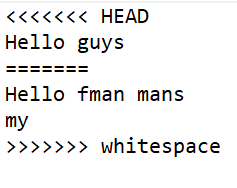 <<<<<<< HEAD
Hello guys
=======
Hello fman mans
my
>>>>>>> whitespace